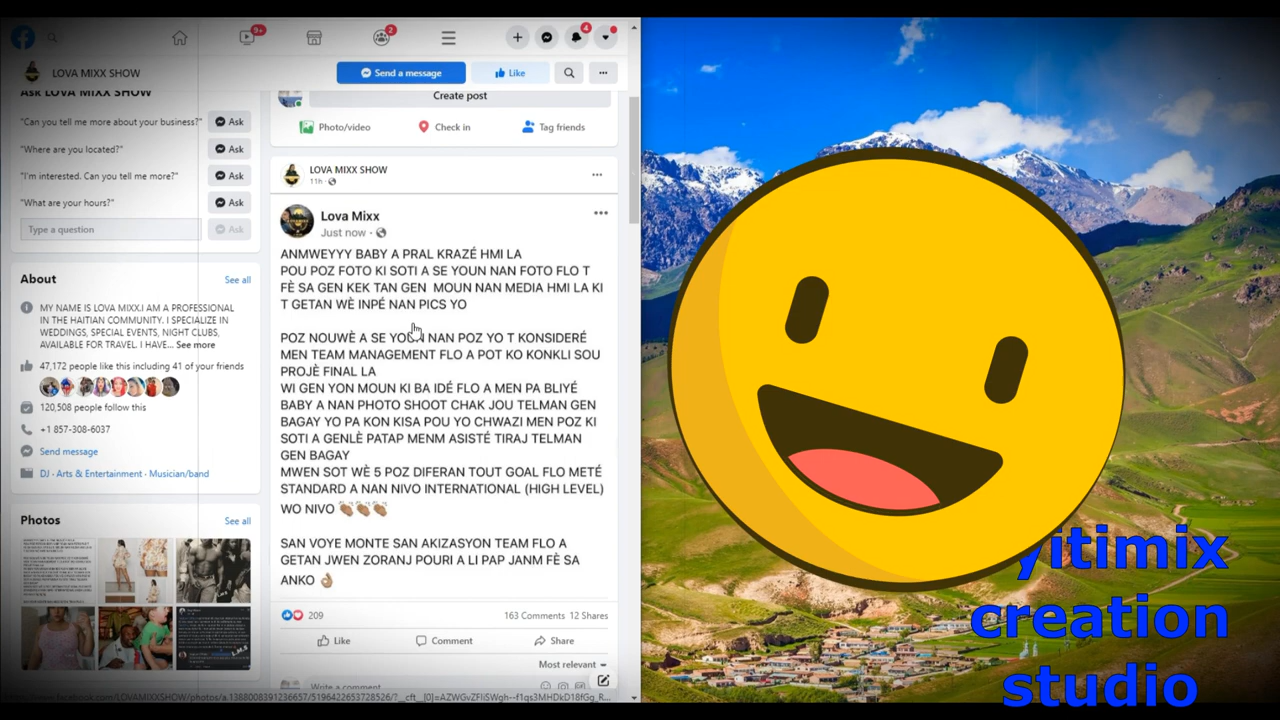 9+
2
4
LOVA MIXX SHOW
Send a message
Like
Ask LOVA MIXX SHOW
"Can you tell me more about your business?"
Ask
"Where are you located?"
Ask
"I'm interested. Can you tell me more?"
Ask
"What are your hours?"
Ask
Type a question
Ask
About
See all
MY NAME IS LOVA MIXX.I AM A PROFESSIONAL
IN THE HAITIAN COMMUNITY. I SPECIALIZE IN
WEDDINGS, SPECIAL EVENTS, NIGHT CLUBS,
AVAILABLE FOR TRAVEL. I HAVE... See more
47,172 people like this including 41 of your friends
120,508 people follow this
+1 857-308-6037
Send message
DJ · Arts & Entertainment · Musician/band
Photos
See all
Create post
Photo/video
Check in
Tag friends
LOVA MIXX SHOW
11h ·
Lova Mixx
Just now ·
ANMWEYYY BABY A PRAL KRAZÉ HMI LA
POU POZ FOTO KI SOTI A SE YOUN NAN FOTO FLO T
FÈ SA GEN KEK TAN GEN MOUN NAN MEDIA HMI LA KI
T GETAN WÈ INPÉ NAN PICS YO
POZ NOUWÈ A SE YOUN NAN POZ YO T KONSIDERÉ
MEN TEAM MANAGEMENT FLO A POT KO KONKLI SOU
PROJÈ FINAL LA
WI GEN YON MOUN KI BA IDÉ FLO A MEN PA BLIYÉ
BABY A NAN PHOTO SHOOT CHAK JOU TELMAN GEN
BAGAY YO PA KON KISA POU YO CHWAZI MEN POZ KI
SOTI A GENLÈ PATAP MENM ASISTÉ TIRAJ TELMAN
GEN BAGAY
MWEN SOT WÈ 5 POZ DIFERAN TOUT GOAL FLO METÉ
STANDARD A NAN NIVO INTERNATIONAL (HIGH LEVEL)
WO NIVO 👏🏽👏🏽👏🏽
SAN VOYE MONTE SAN AKIZASYON TEAM FLO A
GETAN JWEN ZORANJ POURI A LI PAP JANM FÈ SA
ANKO 👌🏽
209
163 Comments 12 Shares
Like
Comment
Share
Most relevant
Write a comment
yitimix
creation
studio